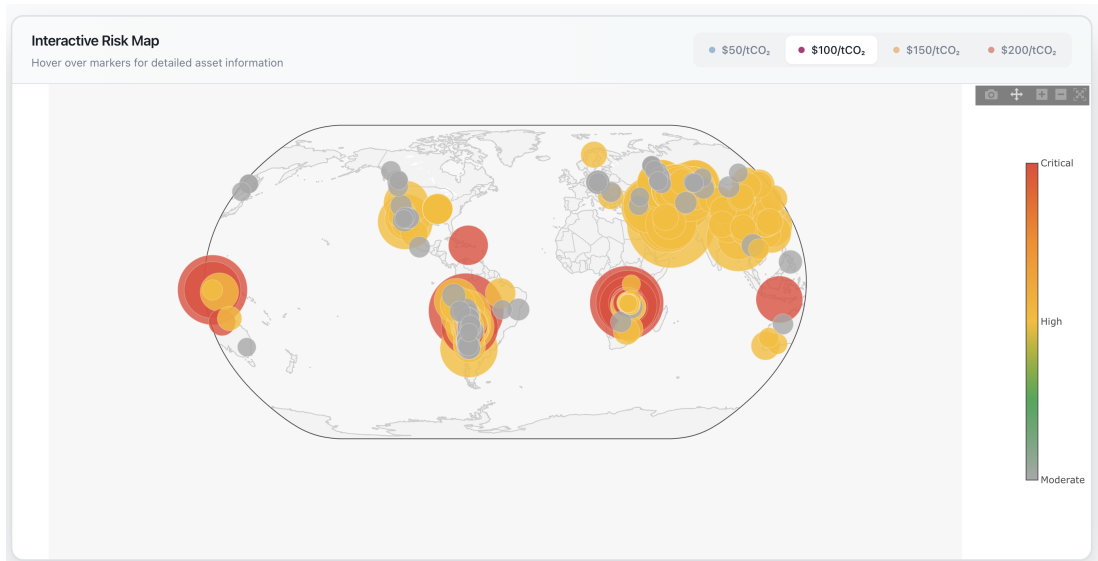 Interactive Risk Map
Hover over markers for detailed asset information
$50/tCO₂
$100/tCO₂
$150/tCO₂
$200/tCO₂
Critical
High
Moderate